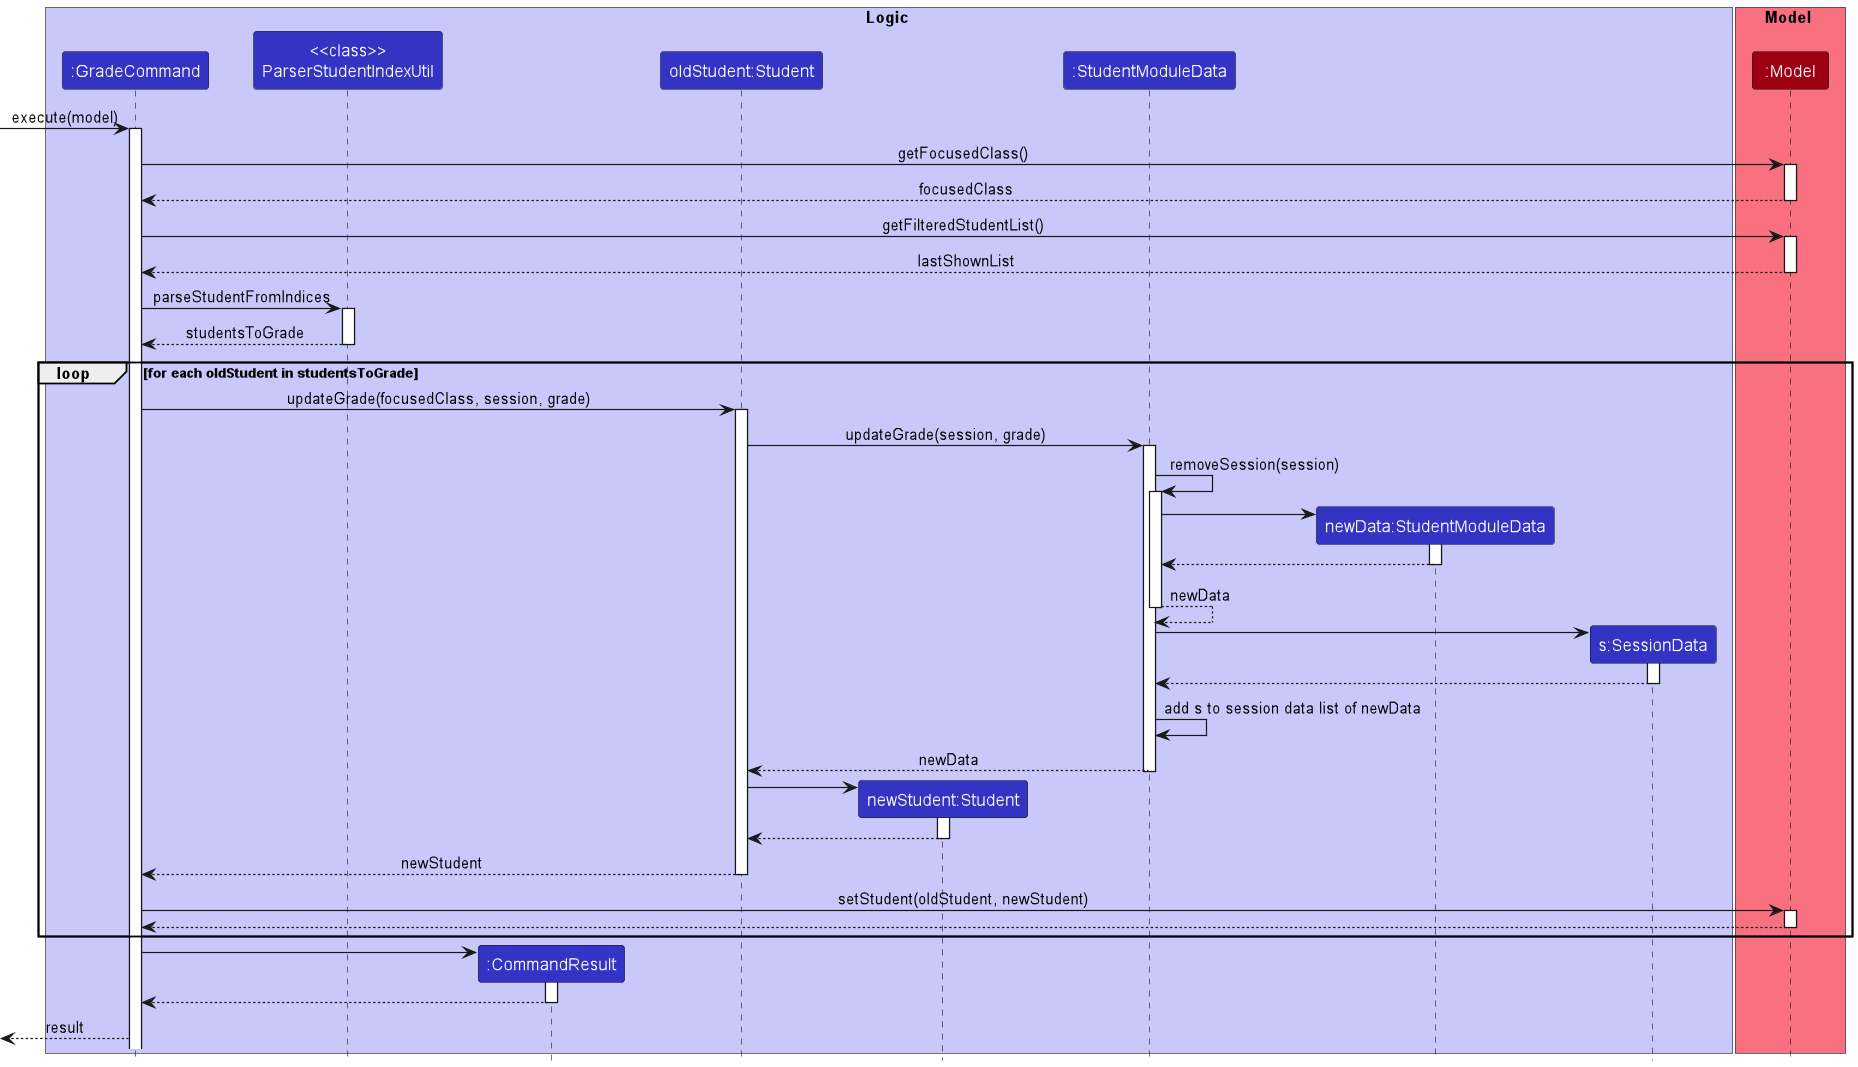 Logic
Model
<<class>>
:GradeCommand
ParserStudentIndexUtil
oldStudent:Student
:StudentModuleData
:Model
execute(model)
getFocusedClass()
focusedClass
getFilteredStudentList()
lastShownList
parseStudentFromIndices
studentsToGrade
loop
[for each oldStudent in studentsToGrade]
updateGrade(focusedClass, session, grade)
updateGrade(session, grade)
removeSession(session)
newData:StudentModuleData
newData
s:SessionData
add s to session data list of newData
newData
newStudent:Student
newStudent
setStudent(oldStudent, newStudent)
:CommandResult
result